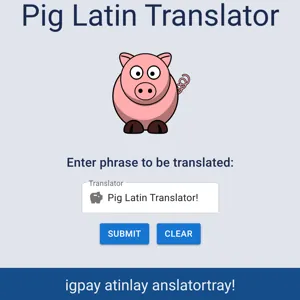 Pig Latin Translator
Enter phrase to be translated:
Translator
Pig Latin Translator!
SUBMIT CLEAR
igpay atinlay anslatortray!